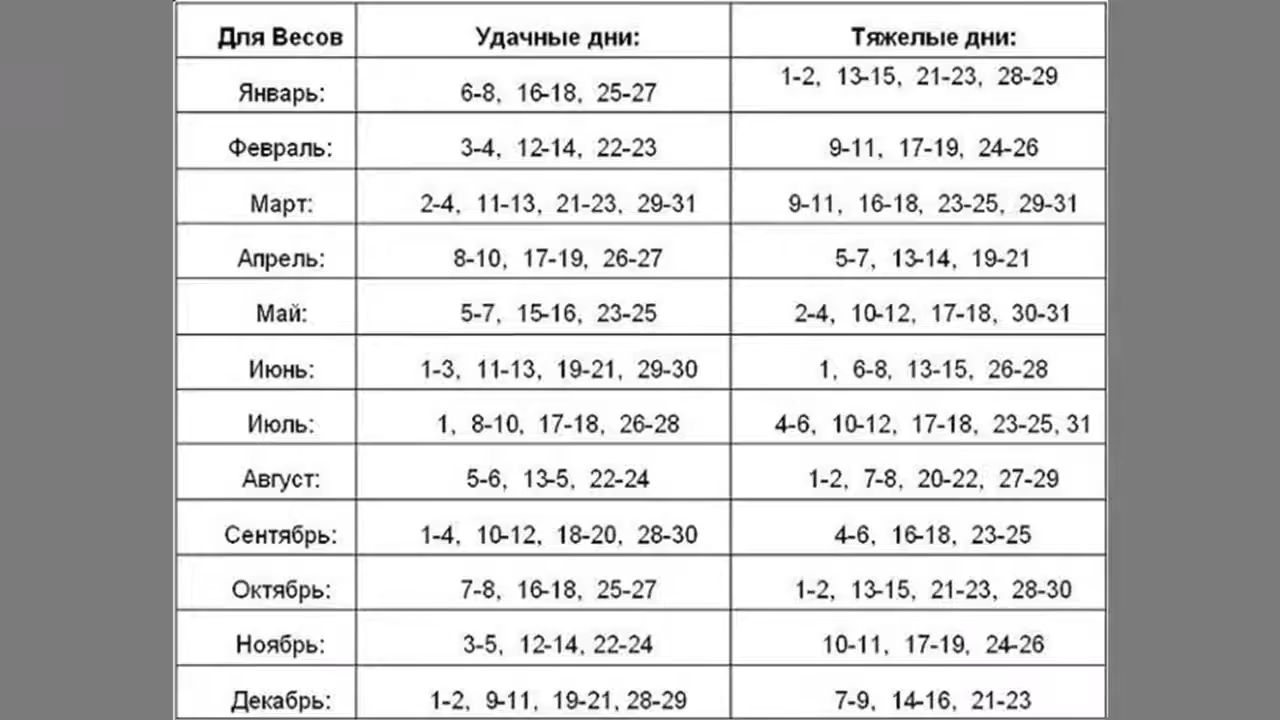 Для Весов Удачные дни: Тяжелые дни:
Январь: 6-8, 16-18, 25-27 1-2, 13-15, 21-23, 28-29
Февраль: 3-4, 12-14, 22-23 9-11, 17-19, 24-26
Март: 2-4, 11-13, 21-23, 29-31 9-11, 16-18, 23-25, 29-31
Апрель: 8-10, 17-19, 26-27 5-7, 13-14, 19-21
Май: 5-7, 15-16, 23-25 2-4, 10-12, 17-18, 30-31
Июнь: 1-3, 11-13, 19-21, 29-30 1, 6-8, 13-15, 26-28
Июль: 1, 8-10, 17-18, 26-28 4-6, 10-12, 17-18, 23-25, 31
Август: 5-6, 13-5, 22-24 1-2, 7-8, 20-22, 27-29
Сентябрь: 1-4, 10-12, 18-20, 28-30 4-6, 16-18, 23-25
Октябрь: 7-8, 16-18, 25-27 1-2, 13-15, 21-23, 28-30
Ноябрь: 3-5, 12-14, 22-24 10-11, 17-19, 24-26
Декабрь: 1-2, 9-11, 19-21, 28-29 7-9, 14-16, 21-23